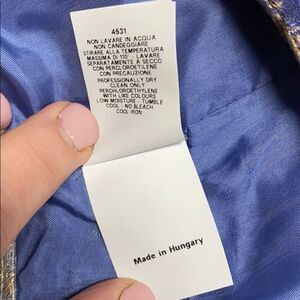 4531
NON LAVARE IN ACQUA
NON CANDEGGIARE
STIRARE ALLA TEMPERATURA
MASSIMA DI 110° - LAVARE
SEPARATAMENTE A SECCO
CON PERCLOROETILENE
CON PRECAUZIONE
PROFESSIONALLY DRY
CLEAN ONLY
PERCHLOROETHYLENE
WITH LIKE COLOURS
LOW MOISTURE - TUMBLE
COOL - NO BLEACH
COOL IRON
Made in Hungary